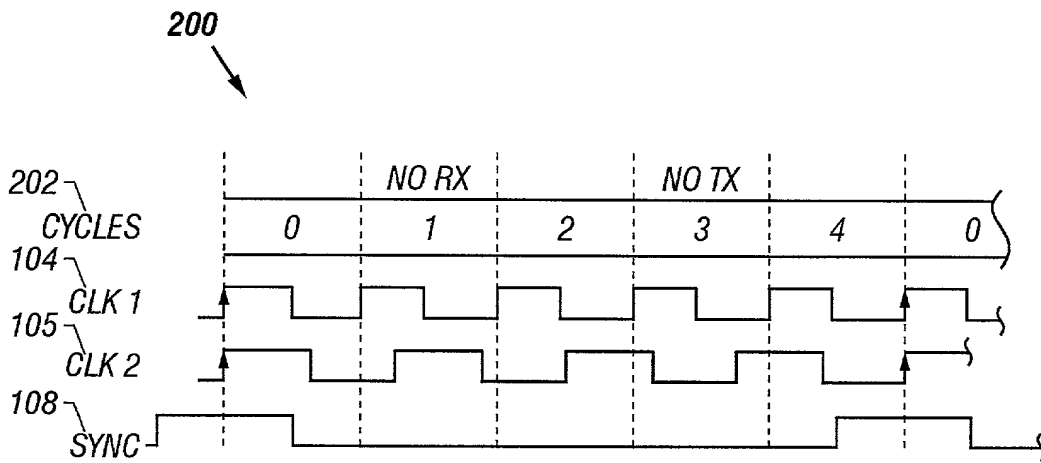 200
NO RX NO TX
202
CYCLES 0 1 2 3 4 0
104
CLK 1
105
CLK 2
108
SYNC